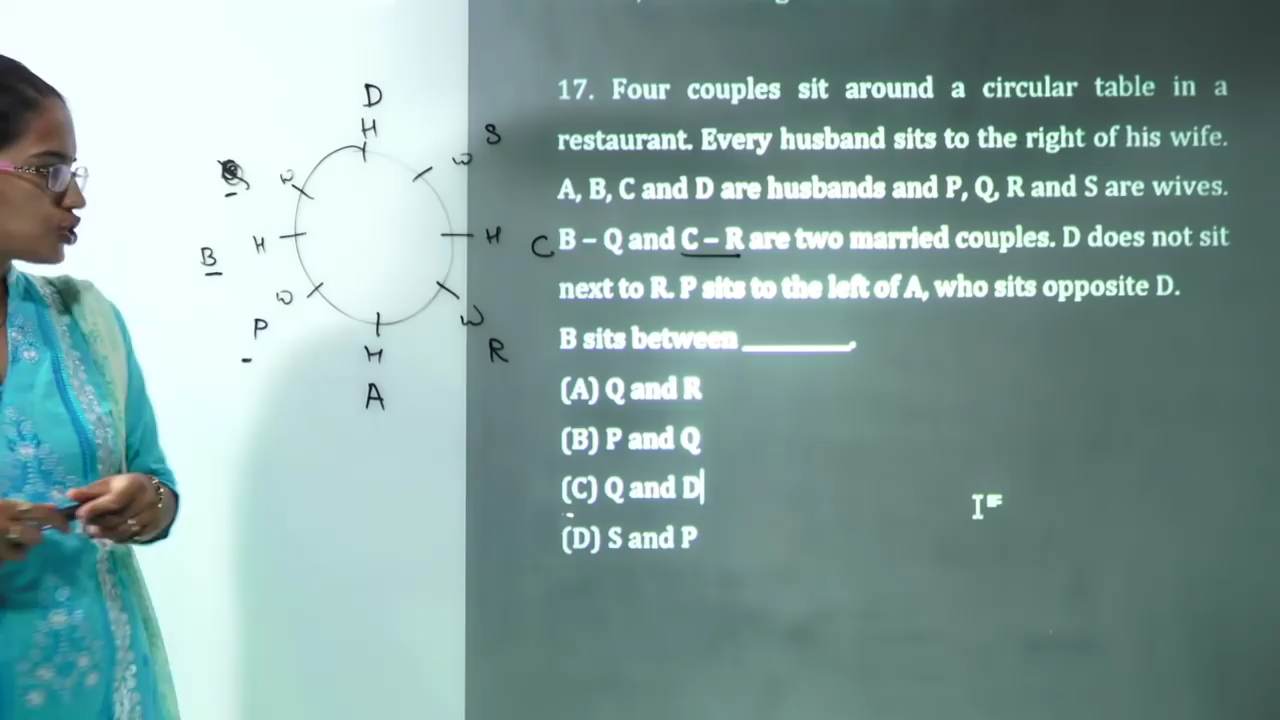 17. Four couples sit around a circular table in a
restaurant. Every husband sits to the right of his wife.
A, B, C and D are husbands and P, Q, R and S are wives.
B – Q and C – R are two married couples. D does not sit
next to R. P sits to the left of A, who sits opposite D.
B sits between ________.
(A) Q and R
(B) P and Q
(C) Q and D
(D) S and P
D
H
S
W
W
H
H
B
C
W
P
W
R
H
A